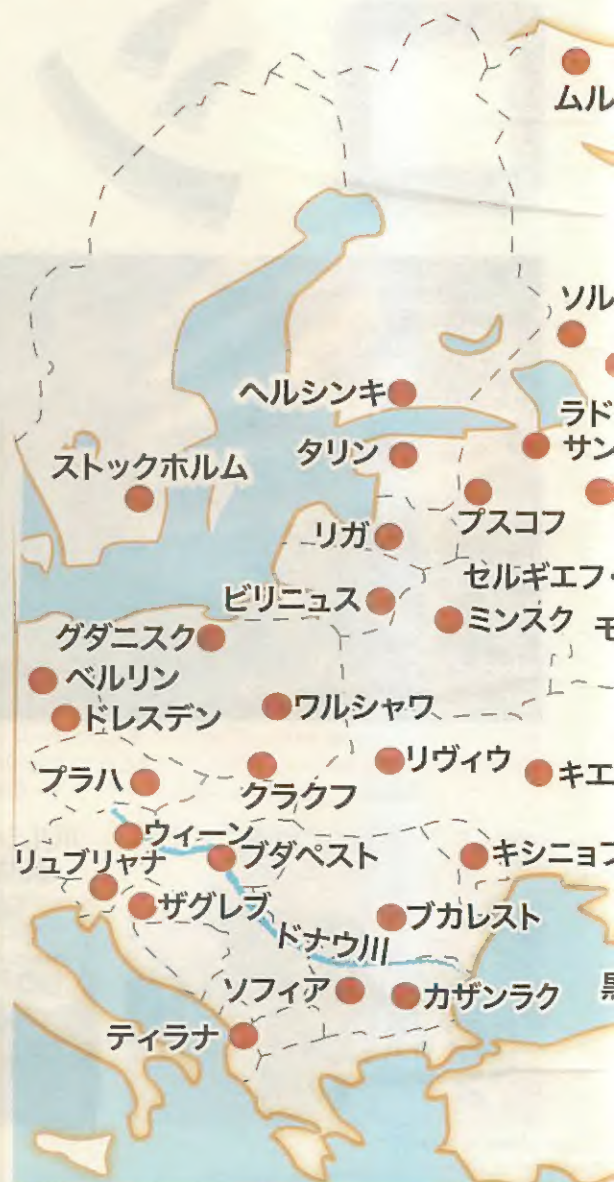 ムル
ソル
ヘルシンキ
ラド
タリン
サン
ストックホルム
プスコフ
リガ
セルギエフ・
ビリニュス
ミンスク
モ
グダニスク
ベルリン
ワルシャワ
ドレスデン
リヴィウ
キエ
プラハ
クラクフ
ウィーン
リュブリャナ
ブダペスト
キシニョフ
ザグレブ
ブカレスト
ドナウ川
ソフィア
カザンラク
黒
ティラナ